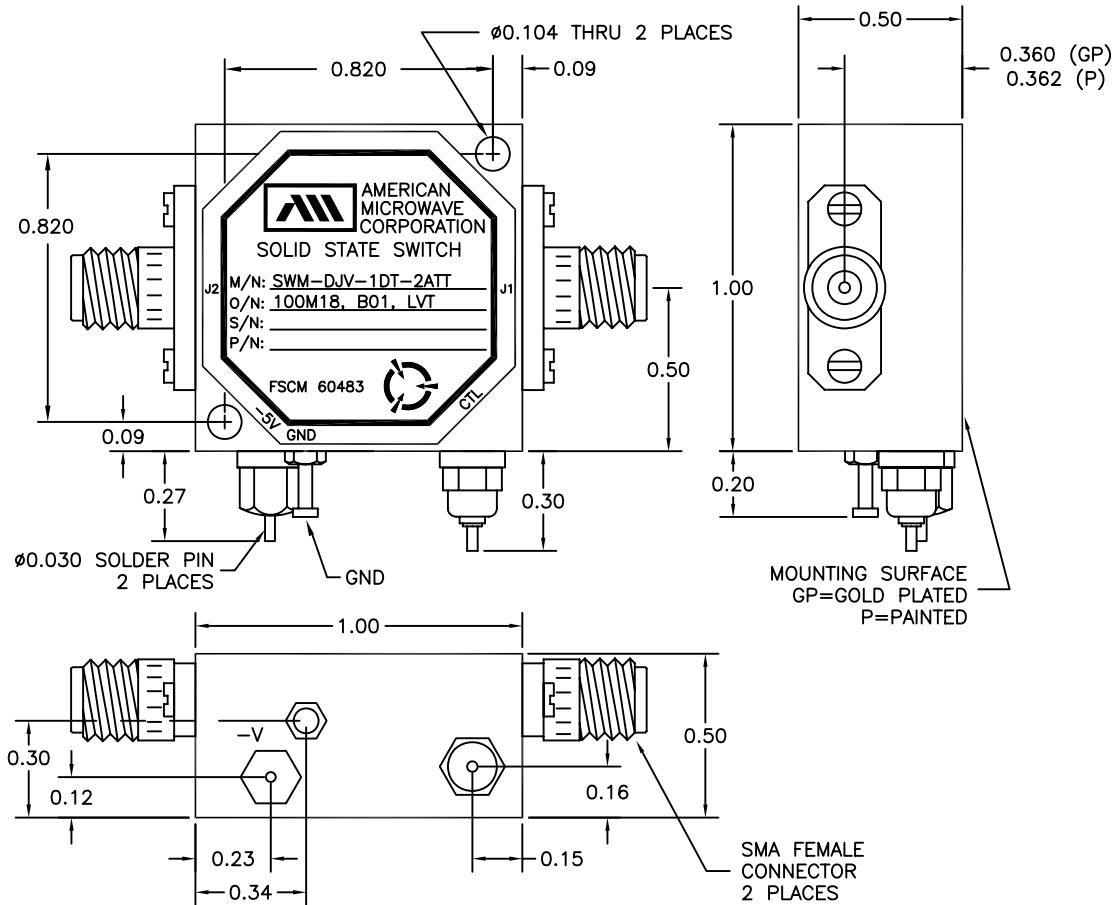 ø0.104 THRU 2 PLACES
0.820
0.09
0.50
0.360 (GP)
0.362 (P)
0.820
AMERICAN
MICROWAVE
CORPORATION
SOLID STATE SWITCH
M/N: SWM-DJV-1DT-2ATT
O/N: 100M18, B01, LVT
S/N:
P/N:
J2
J1
FSCM 60483
-5V
GND
CTL
0.50
1.00
0.09
0.27
0.30
0.20
ø0.030 SOLDER PIN
2 PLACES
GND
MOUNTING SURFACE
GP=GOLD PLATED
P=PAINTED
1.00
-V
0.30
0.12
0.50
0.16
0.23
0.15
0.34
SMA FEMALE
CONNECTOR
2 PLACES